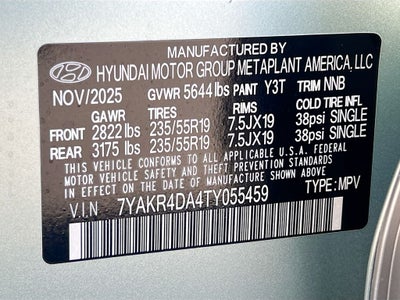 MANUFACTURED BY
HYUNDAI MOTOR GROUP METAPLANT AMERICA, LLC
NOV/2025 GVWR 5644 lbs PAINT Y3T TRIM NNB
GAWR TIRES RIMS COLD TIRE INFL
FRONT 2822 lbs 235/55R19 7.5JX19 38psi SINGLE
REAR 3175 lbs 235/55R19 7.5JX19 38psi SINGLE
THIS VEHICLE CONFORMS TO ALL APPLICABLE U.S. FEDERAL
MOTOR VEHICLE SAFETY AND THEFT PREVENTION STANDARDS
IN EFFECT ON THE DATE OF MANUFACTURE SHOWN ABOVE.
V.I.N 7YAKR4DA4TY055459 TYPE: MPV